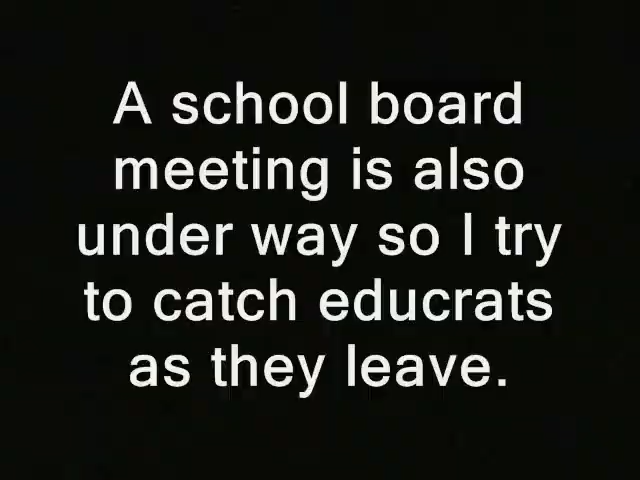 A school board
meeting is also
under way so I try
to catch educrats
as they leave.